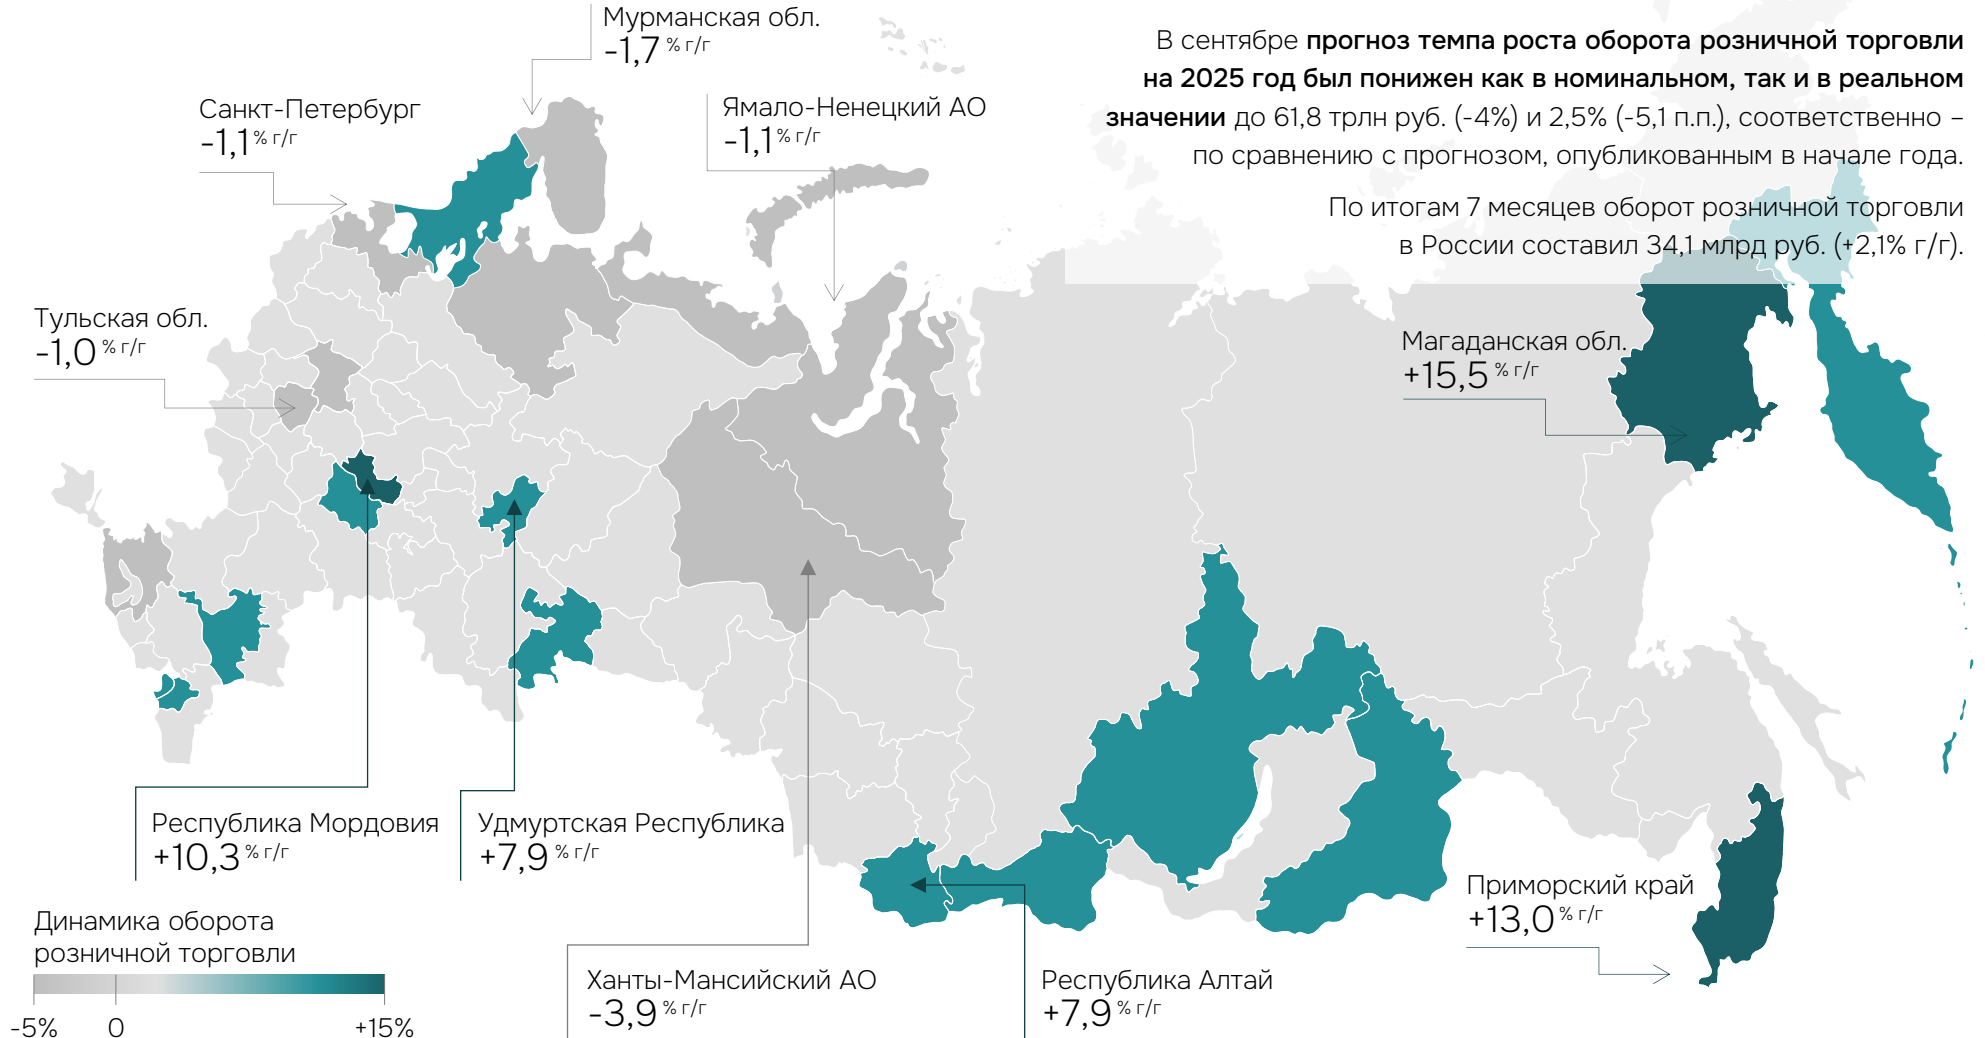 Мурманская обл.
-1,7 % г/г
В сентябре прогноз темпа роста оборота розничной торговли
на 2025 год был понижен как в номинальном, так и в реальном
значении до 61,8 трлн руб. (-4%) и 2,5% (-5,1 п.п.), соответственно –
по сравнению с прогнозом, опубликованным в начале года.
По итогам 7 месяцев оборот розничной торговли
в России составил 34,1 млрд руб. (+2,1% г/г).
Санкт-Петербург
-1,1 % г/г
Ямало-Ненецкий АО
-1,1 % г/г
Тульская обл.
-1,0 % г/г
Магаданская обл.
+15,5 % г/г
Республика Мордовия
+10,3 % г/г
Удмуртская Республика
+7,9 % г/г
Приморский край
+13,0 % г/г
Ханты-Мансийский АО
-3,9 % г/г
Республика Алтай
+7,9 % г/г
Динамика оборота
розничной торговли
-5% 0 +15%